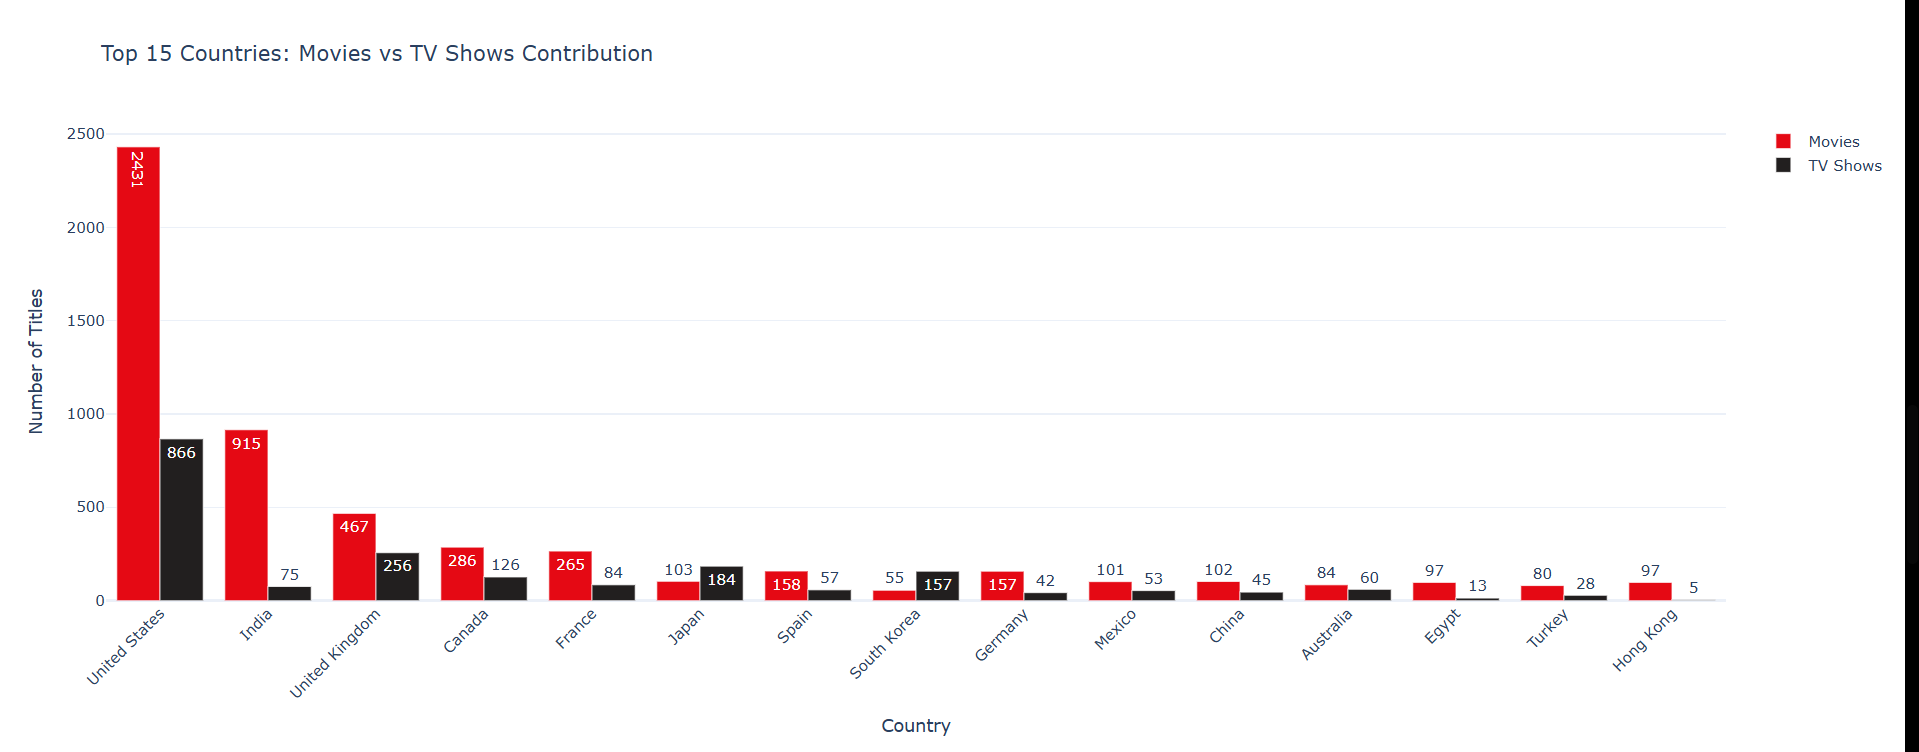 Top 15 Countries: Movies vs TV Shows Contribution
2500
2000
1500
1000
500
0
Number of Titles
2431
866
915
75
467
256
286
126
265
84
103
184
158
57
55
157
157
42
101
53
102
45
84
60
97
13
80
28
97
5
United States
India
United Kingdom
Canada
France
Japan
Spain
South Korea
Germany
Mexico
China
Australia
Egypt
Turkey
Hong Kong
Country
Movies
TV Shows